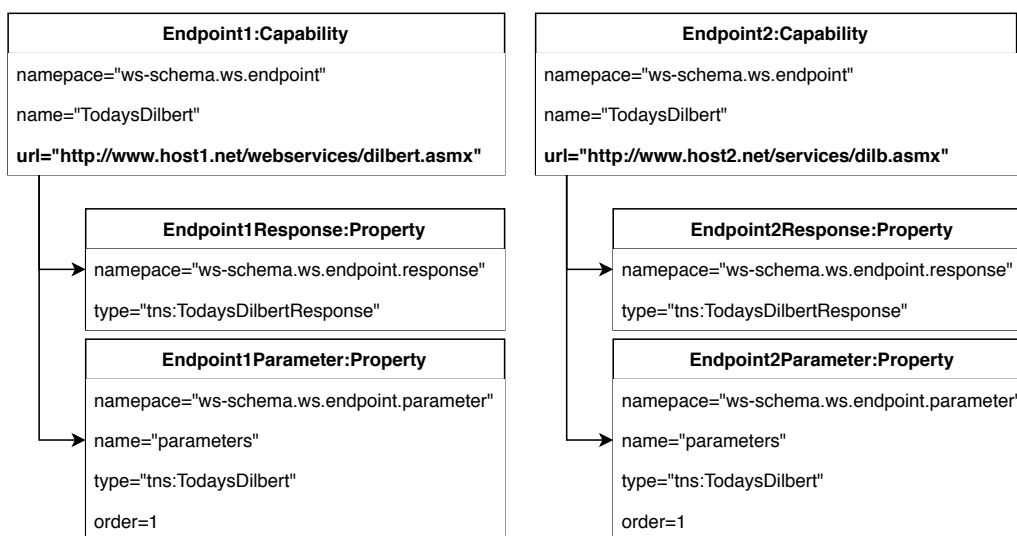 Endpoint1:Capability
namepace="ws-schema.ws.endpoint"
name="TodaysDilbert"
url="http://www.host1.net/webservices/dilbert.asmx"
Endpoint1Response:Property
namepace="ws-schema.ws.endpoint.response"
type="tns:TodaysDilbertResponse"
Endpoint1Parameter:Property
namepace="ws-schema.ws.endpoint.parameter"
name="parameters"
type="tns:TodaysDilbert"
order=1
Endpoint2:Capability
namepace="ws-schema.ws.endpoint"
name="TodaysDilbert"
url="http://www.host2.net/services/dilb.asmx"
Endpoint2Response:Property
namepace="ws-schema.ws.endpoint.response"
type="tns:TodaysDilbertResponse"
Endpoint2Parameter:Property
namepace="ws-schema.ws.endpoint.parameter"
name="parameters"
type="tns:TodaysDilbert"
order=1